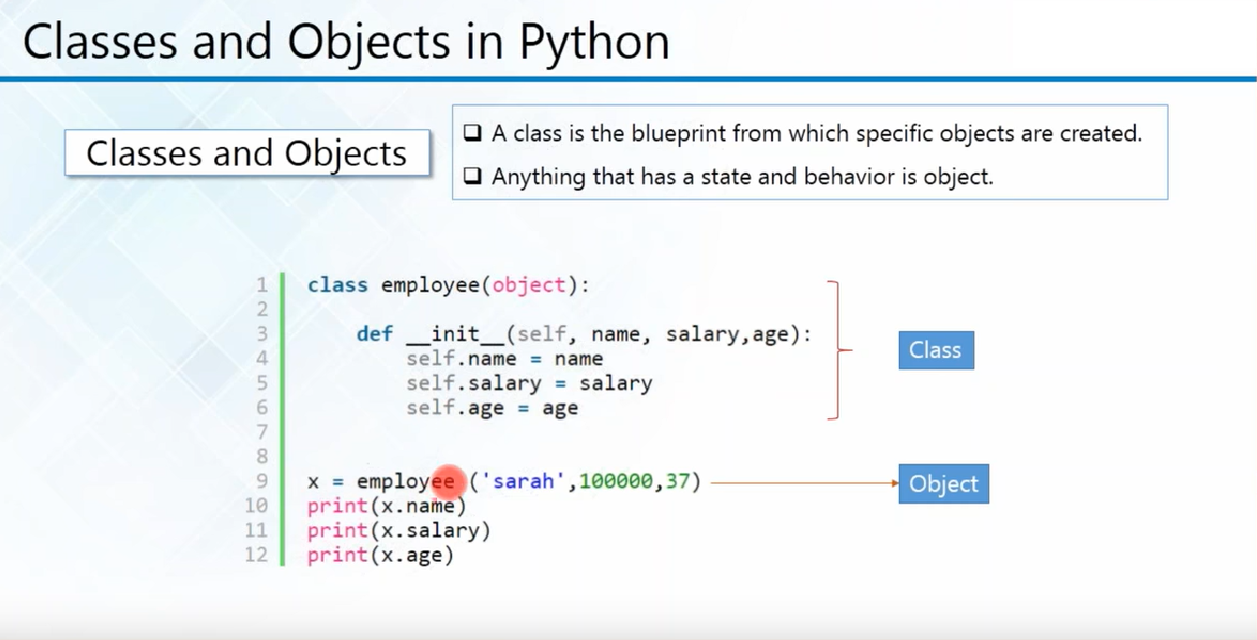 Classes and Objects in Python
Classes and Objects
❑ A class is the blueprint from which specific objects are created.
❑ Anything that has a state and behavior is object.
1 class employee(object):
2
3     def __init__(self, name, salary,age):
4         self.name = name
5         self.salary = salary
6         self.age = age
7
8
9 x = employee ('sarah',100000,37)
10 print(x.name)
11 print(x.salary)
12 print(x.age)
Class
Object